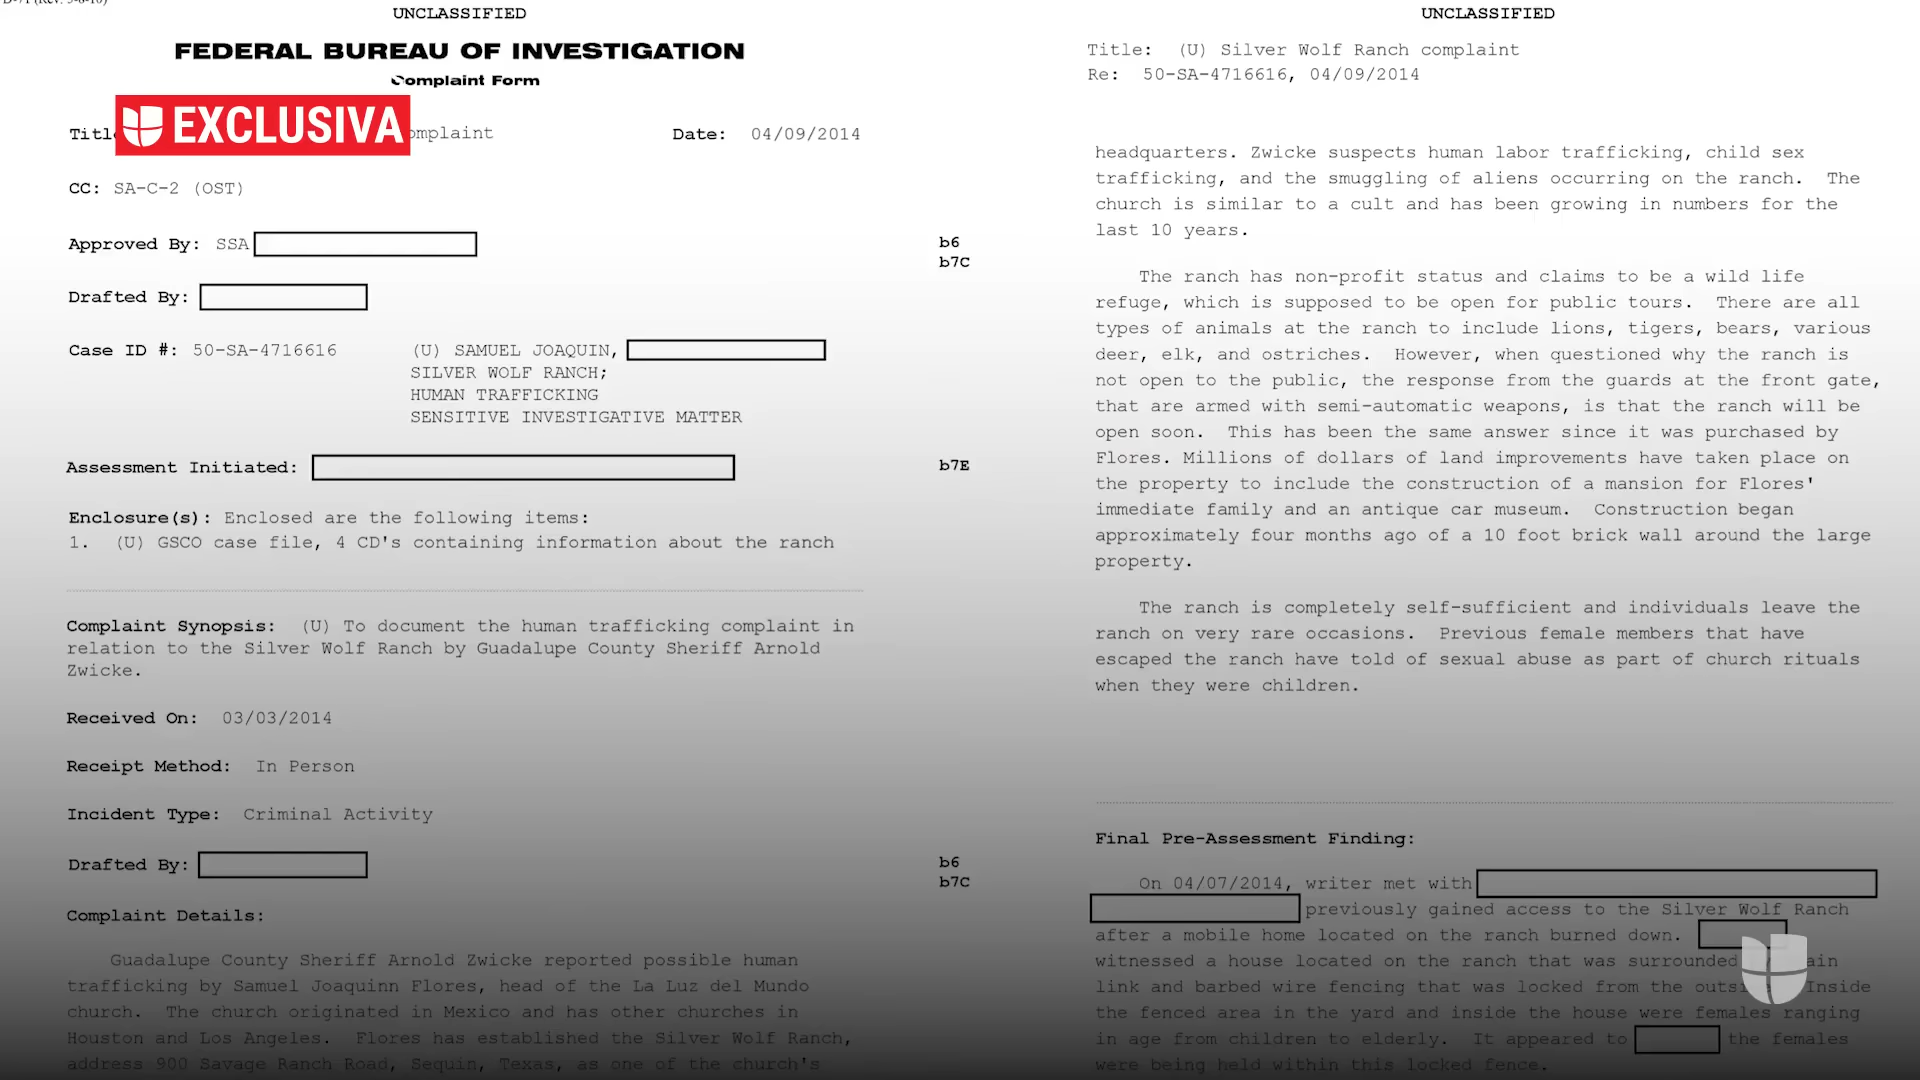 D-71 (Rev. 5-8-10)
UNCLASSIFIED
FEDERAL BUREAU OF INVESTIGATION
Complaint Form
EXCLUSIVA
Titl omplaint Date: 04/09/2014
CC: SA-C-2 (OST)
Approved By: SSA
b6
b7C
Drafted By:
Case ID #: 50-SA-4716616 (U) SAMUEL JOAQUIN,
SILVER WOLF RANCH;
HUMAN TRAFFICKING
SENSITIVE INVESTIGATIVE MATTER
Assessment Initiated: b7E
Enclosure(s): Enclosed are the following items:
1. (U) GSCO case file, 4 CD's containing information about the ranch
Complaint Synopsis: (U) To document the human trafficking complaint in
relation to the Silver Wolf Ranch by Guadalupe County Sheriff Arnold
Zwicke.
Received On: 03/03/2014
Receipt Method: In Person
Incident Type: Criminal Activity
Drafted By:
b6
b7C
Complaint Details:
Guadalupe County Sheriff Arnold Zwicke reported possible human
trafficking by Samuel Joaquinn Flores, head of the La Luz del Mundo
church. The church originated in Mexico and has other churches in
Houston and Los Angeles. Flores has established the Silver Wolf Ranch,
address 900 Savage Ranch Road, Sequin, Texas, as one of the church's
UNCLASSIFIED
Title: (U) Silver Wolf Ranch complaint
Re: 50-SA-4716616, 04/09/2014
headquarters. Zwicke suspects human labor trafficking, child sex
trafficking, and the smuggling of aliens occurring on the ranch. The
church is similar to a cult and has been growing in numbers for the
last 10 years.
The ranch has non-profit status and claims to be a wild life
refuge, which is supposed to be open for public tours. There are all
types of animals at the ranch to include lions, tigers, bears, various
deer, elk, and ostriches. However, when questioned why the ranch is
not open to the public, the response from the guards at the front gate,
that are armed with semi-automatic weapons, is that the ranch will be
open soon. This has been the same answer since it was purchased by
Flores. Millions of dollars of land improvements have taken place on
the property to include the construction of a mansion for Flores'
immediate family and an antique car museum. Construction began
approximately four months ago of a 10 foot brick wall around the large
property.
The ranch is completely self-sufficient and individuals leave the
ranch on very rare occasions. Previous female members that have
escaped the ranch have told of sexual abuse as part of church rituals
when they were children.
Final Pre-Assessment Finding:
On 04/07/2014, writer met with
previously gained access to the Silver Wolf Ranch
after a mobile home located on the ranch burned down.
witnessed a house located on the ranch that was surrounded ain
link and barbed wire fencing that was locked from the outsi Inside
the fenced area in the yard and inside the house were females ranging
in age from children to elderly. It appeared to the females
were being held within this locked fence.